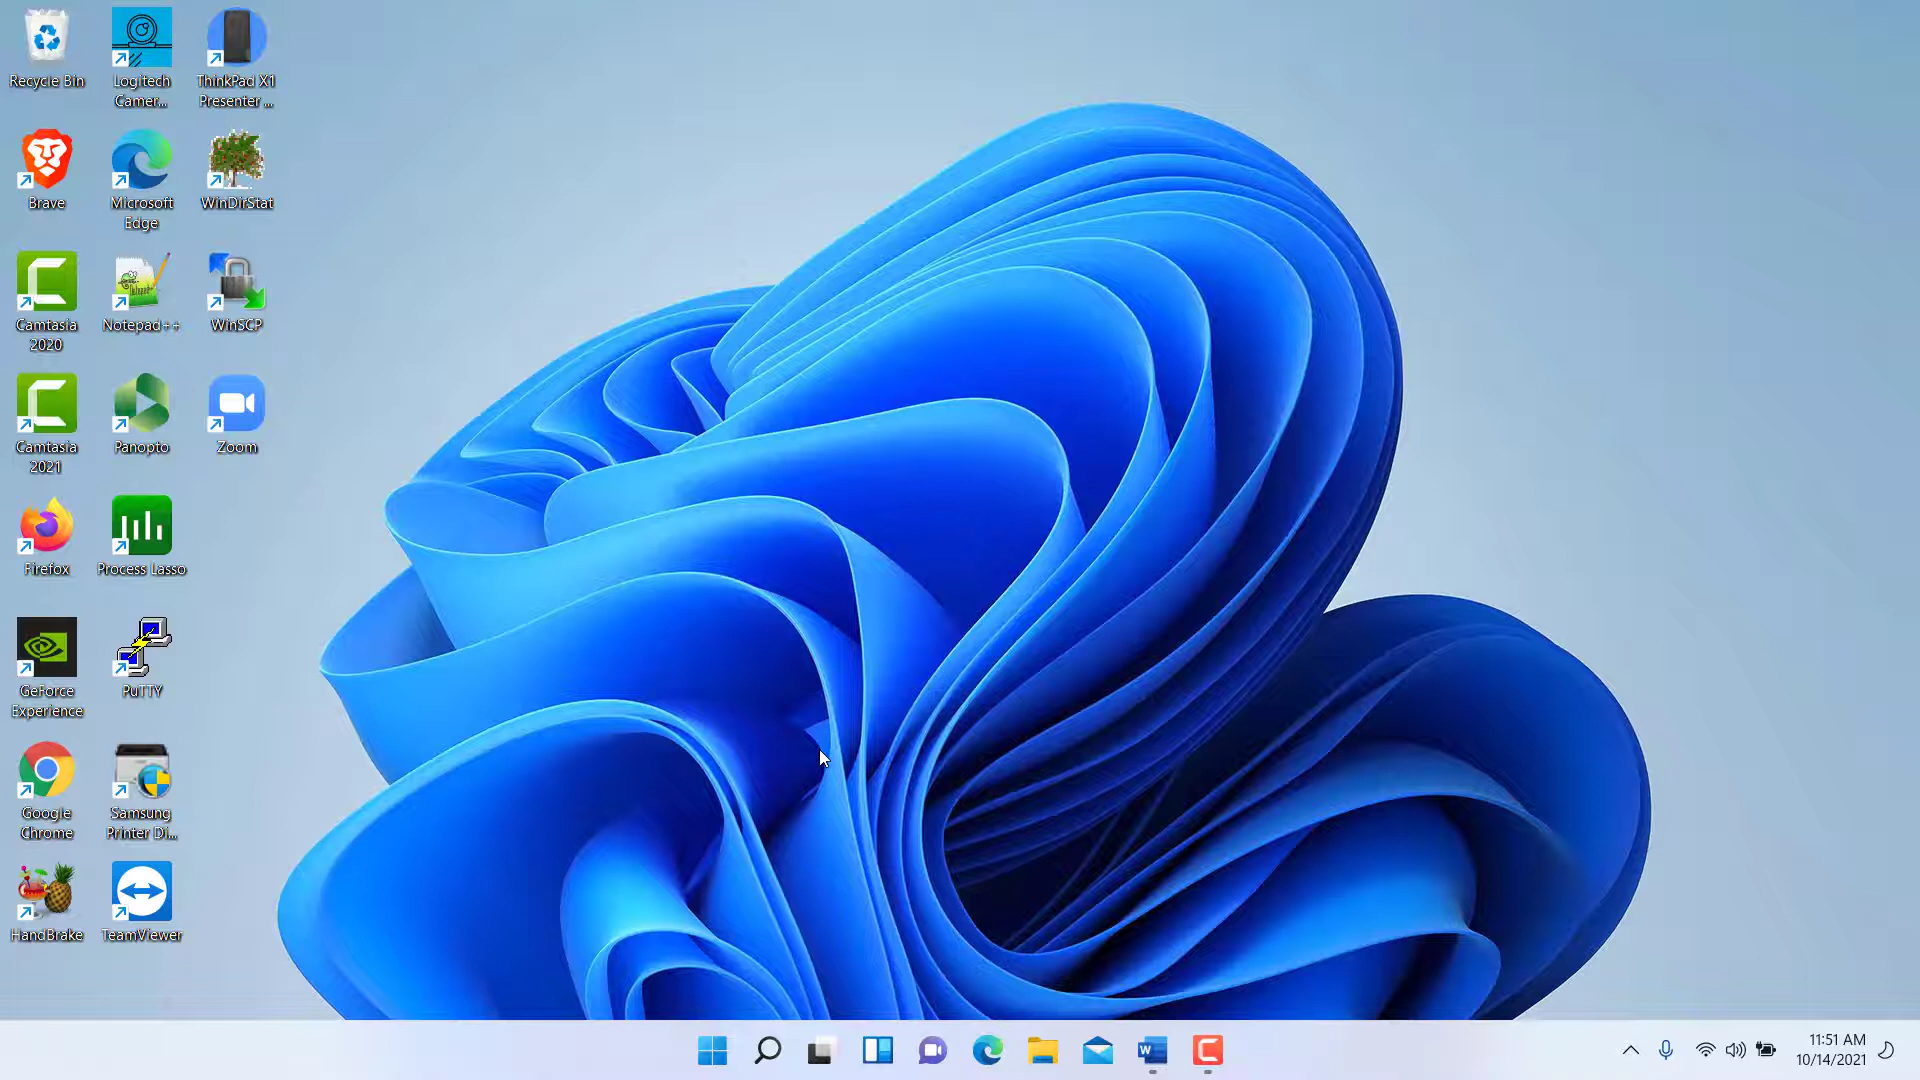 Recycle Bin
Logitech
Camer...
ThinkPad X1
Presenter ...
Brave
Microsoft
Edge
WinDirStat
Camtasia
2020
Notepad++
WinSCP
Camtasia
2021
Panopto
Zoom
Firefox
Process Lasso
GeForce
Experience
PuTTY
Google
Chrome
Samsung
Printer Di...
HandBrake
TeamViewer
11:51 AM
10/14/2021